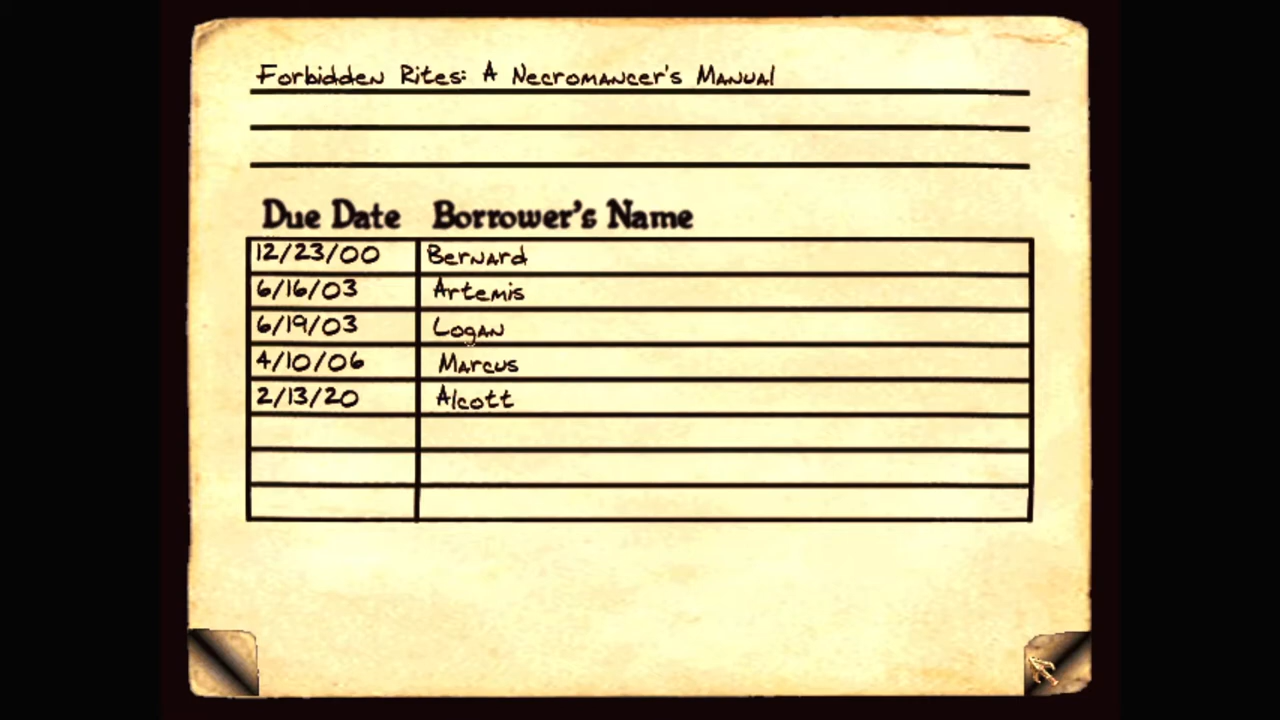 Forbidden Rites: A Necromancer's Manual
Due Date Borrower's Name
12/23/00 Bernard
6/16/03 Artemis
6/19/03 Logan
4/10/06 Marcus
2/13/20 Alcott